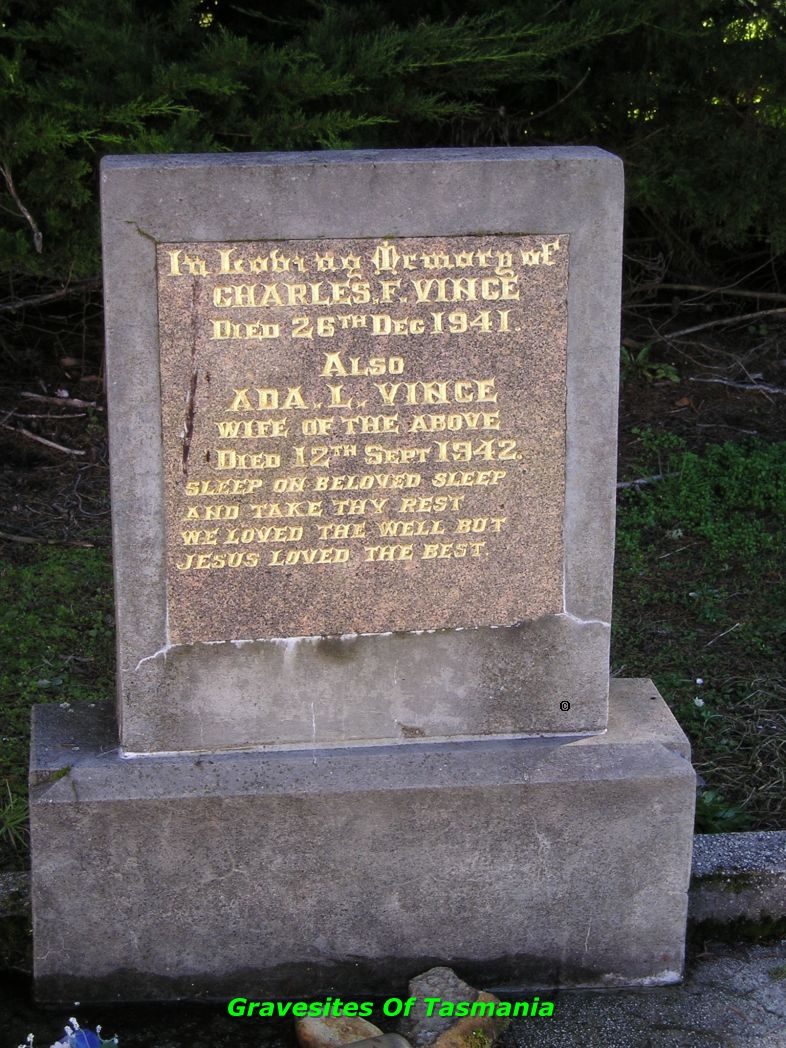 In Loving Memory of
CHARLES. F. VINCE
DIED 26TH DEC 1941.
ALSO
ADA. L. VINCE
WIFE OF THE ABOVE
DIED 12TH SEPT 1942.
SLEEP ON BELOVED SLEEP
AND TAKE THY REST
WE LOVED THE WELL BUT
JESUS LOVED THE BEST
©
Gravesites Of Tasmania